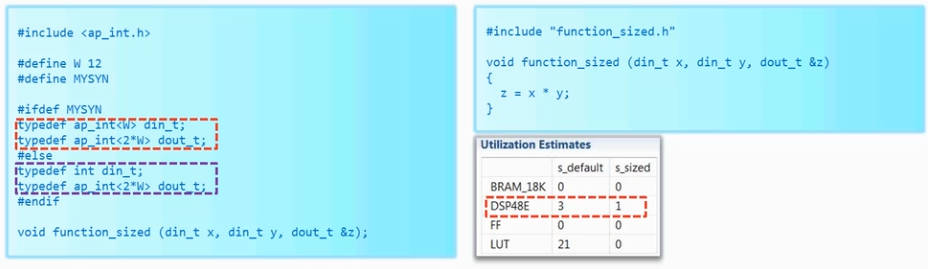 #include <ap_int.h>
#define W 12
#define MYSYN
#ifdef MYSYN
typedef ap_int<W> din_t;
typedef ap_int<2*W> dout_t;
#else
typedef int din_t;
typedef ap_int<2*W> dout_t;
#endif
void function_sized (din_t x, din_t y, dout_t &z);
#include "function_sized.h"
void function_sized (din_t x, din_t y, dout_t &z)
{
z = x * y;
}
Utilization Estimates
s_default s_sized
BRAM_18K 0 0
DSP48E 3 1
FF 0 0
LUT 21 0